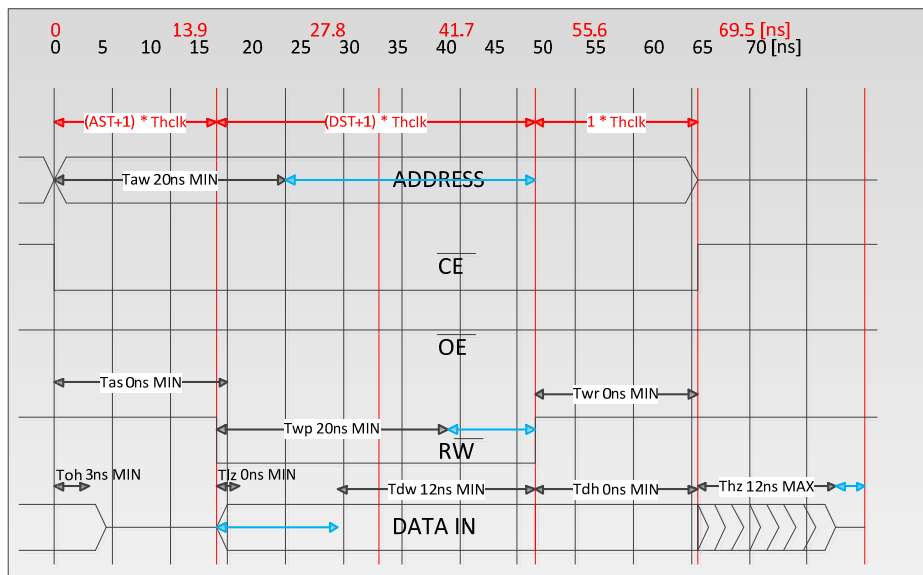 0 13.9 27.8 41.7 55.6 69.5 [ns]
0 5 10 15 20 25 30 35 40 45 50 55 60 65 70 [ns]
(AST+1) * Thclk (DST+1) * Thclk 1 * Thclk
Taw 20ns MIN ADDRESS
CE
OE
Tas 0ns MIN
Twr 0ns MIN
Twp 20ns MIN
RW
Toh 3ns MIN Tlz 0ns MIN
Tdw 12ns MIN Tdh 0ns MIN Thz 12ns MAX
DATA IN